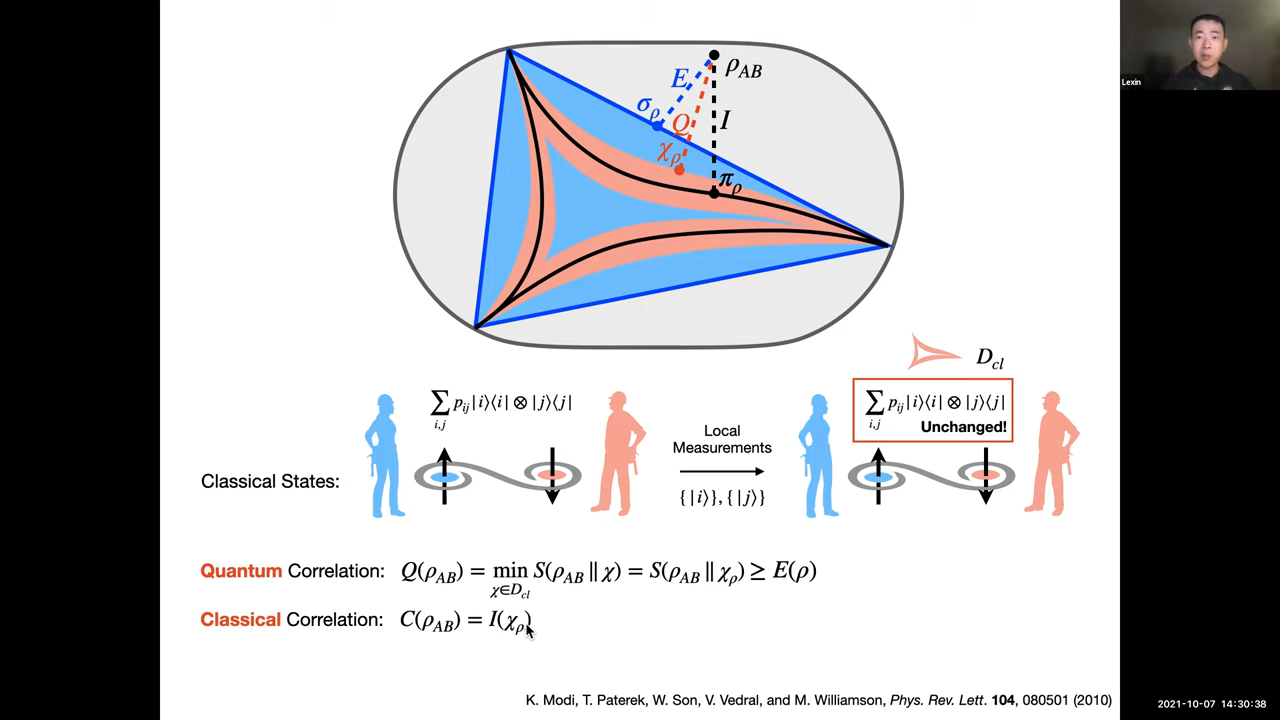 Lexin
ρ_AB
E
σ_ρ
Q
I
χ_ρ
π_ρ
D_cl
∑_{i,j} p_ij|i⟩⟨i| ⊗ |j⟩⟨j|
∑_{i,j} p_ij|i⟩⟨i| ⊗ |j⟩⟨j|
Unchanged!
Local
Measurements
Classical States:
{|i⟩}, {|j⟩}
Quantum Correlation: Q(ρ_AB) = min_{χ∈D_cl} S(ρ_AB ‖ χ) = S(ρ_AB ‖ χ_ρ) ≥ E(ρ)
Classical Correlation: C(ρ_AB) = I(χ_ρ)
K. Modi, T. Paterek, W. Son, V. Vedral, and M. Williamson, Phys. Rev. Lett. 104, 080501 (2010)
2021-10-07 14:30:38